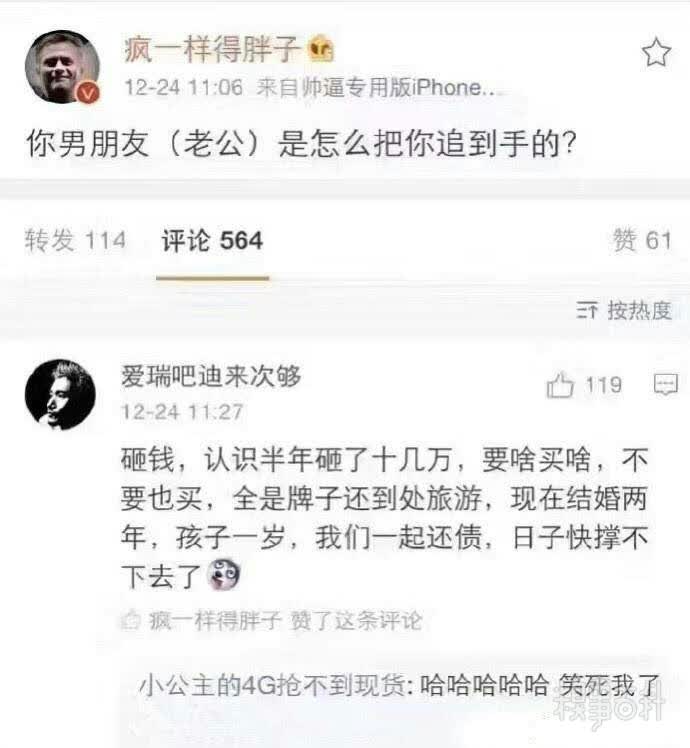 疯一样得胖子
12-24 11:06 来自帅逼专用版iPhone...
你男朋友（老公）是怎么把你追到手的？
转发 114 评论 564 赞 61
按热度
爱瑞吧迪来次够 119
12-24 11:27
砸钱，认识半年砸了十几万，要啥买啥，不
要也买，全是牌子还到处旅游，现在结婚两
年，孩子一岁，我们一起还债，日子快撑不
下去了
疯一样得胖子 赞了这条评论
小公主的4G抢不到现货: 哈哈哈哈哈 笑死我了